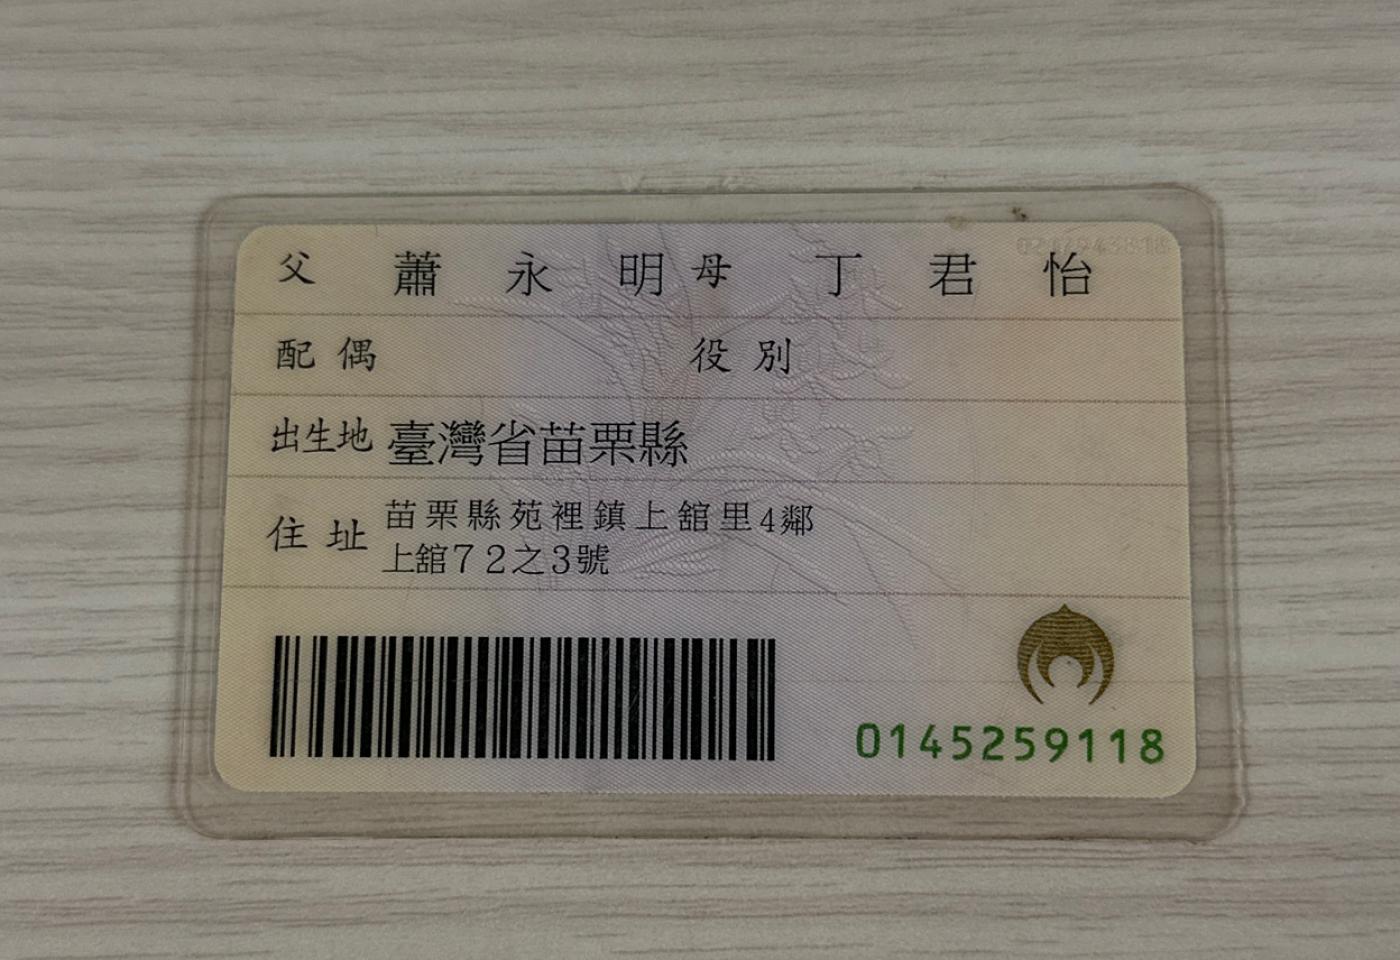 父 蕭永明 母 丁君怡
配偶 役別
出生地 臺灣省苗栗縣
住址 苗栗縣苑裡鎮上舘里4鄰
上舘72之3號
0145259118